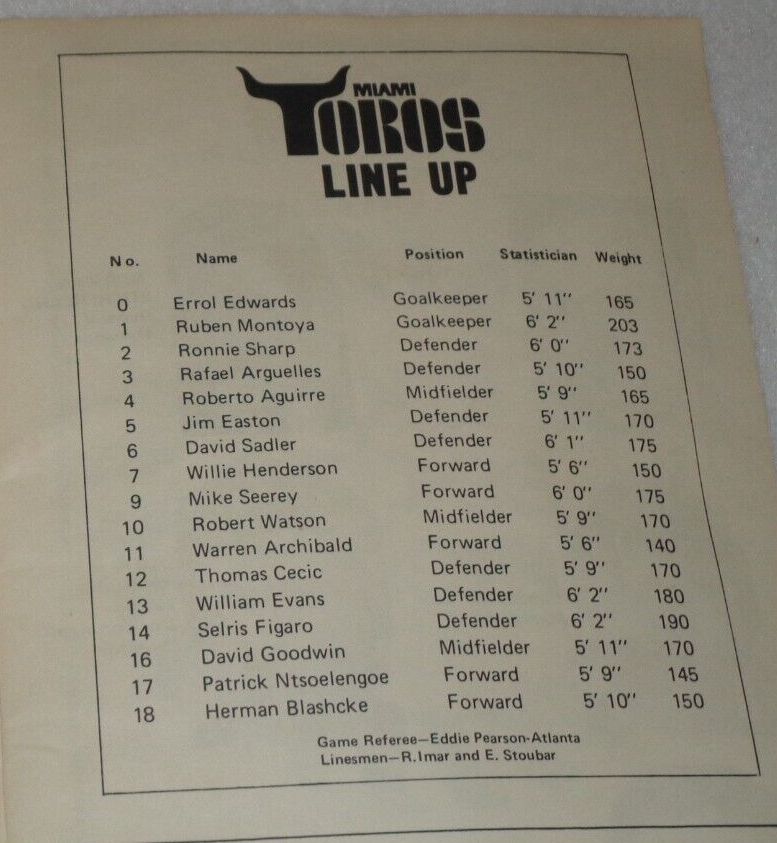 MIAMI
TOROS
LINE UP
No. Name Position Statistician Weight
0 Errol Edwards Goalkeeper 5' 11" 165
1 Ruben Montoya Goalkeeper 6' 2" 203
2 Ronnie Sharp Defender 6' 0" 173
3 Rafael Arguelles Defender 5' 10" 150
4 Roberto Aguirre Midfielder 5' 9" 165
5 Jim Easton Defender 5' 11" 170
6 David Sadler Defender 6' 1" 175
7 Willie Henderson Forward 5' 6" 150
9 Mike Seerey Forward 6' 0" 175
10 Robert Watson Midfielder 5' 9" 170
11 Warren Archibald Forward 5' 6" 140
12 Thomas Cecic Defender 5' 9" 170
13 William Evans Defender 6' 2" 180
14 Selris Figaro Defender 6' 2" 190
16 David Goodwin Midfielder 5' 11" 170
17 Patrick Ntsoelengoe Forward 5' 9" 145
18 Herman Blashcke Forward 5' 10" 150
Game Referee—Eddie Pearson-Atlanta
Linesmen—R.Imar and E. Stoubar